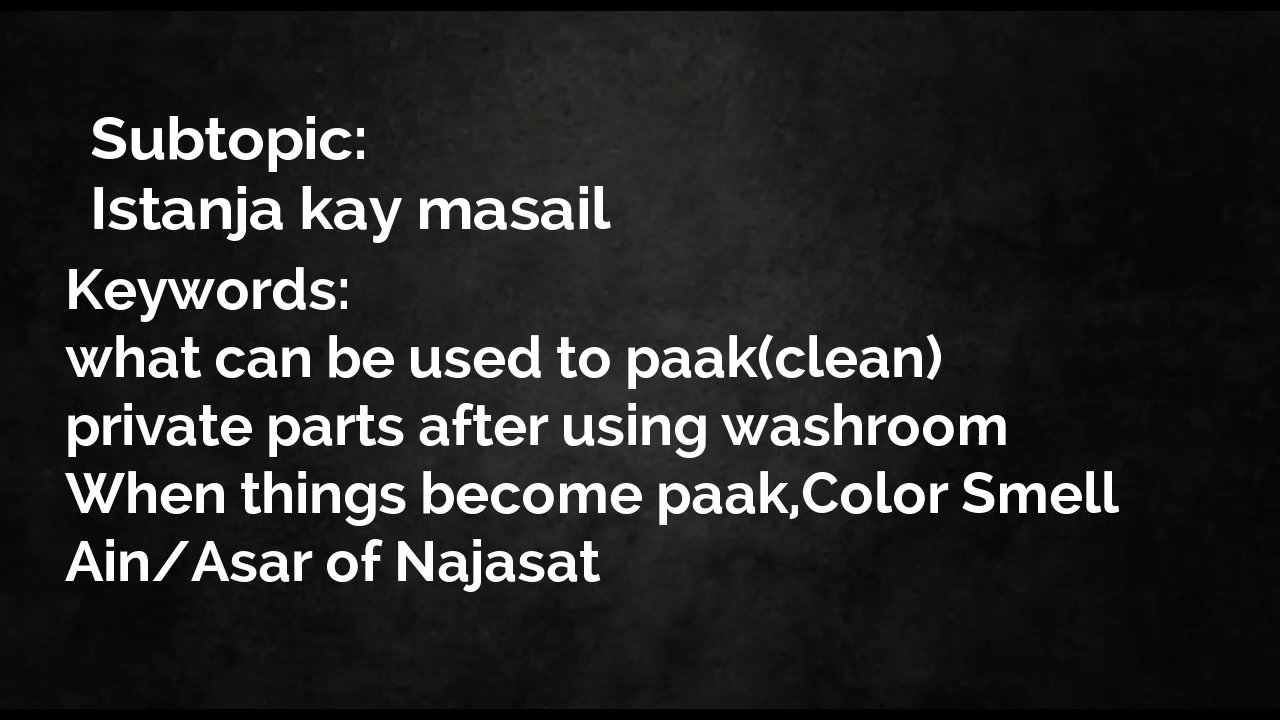 Subtopic:
Istanja kay masail
Keywords:
what can be used to paak(clean)
private parts after using washroom
When things become paak,Color Smell
Ain/Asar of Najasat